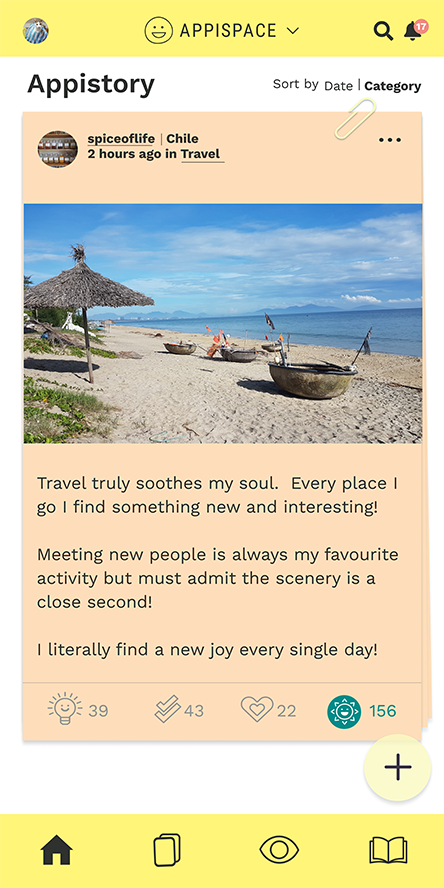 APPISPACE
17
Appistory
Sort by Date | Category
spiceoflife | Chile
2 hours ago in Travel
Travel truly soothes my soul.  Every place I
go I find something new and interesting!
Meeting new people is always my favourite
activity but must admit the scenery is a
close second!
I literally find a new joy every single day!
39
43
22
156